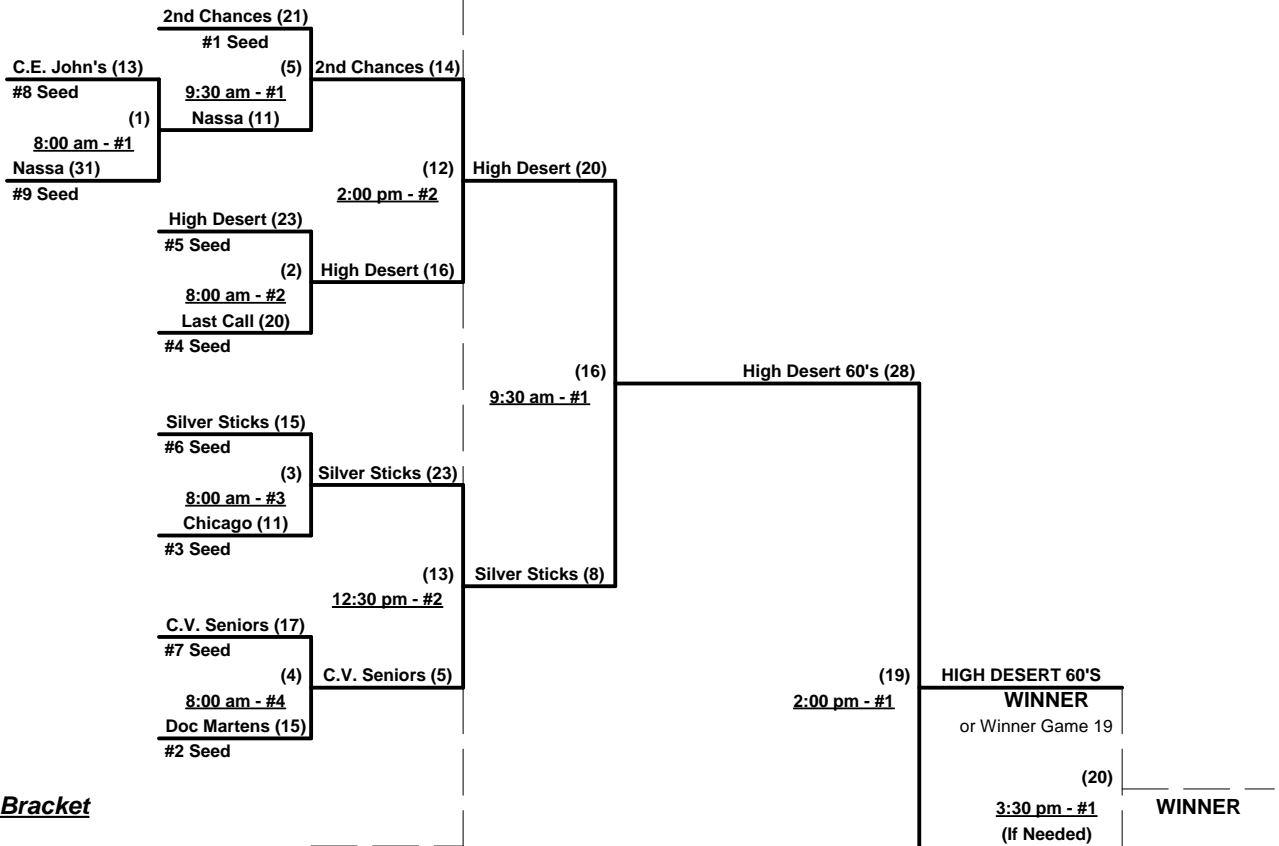 2nd Chances (21)
#1 Seed
C.E. John's (13)
(5) 2nd Chances (14)
#8 Seed
9:30 am - #1
(1)
Nassa (11)
8:00 am - #1
Nassa (31)
(12) High Desert (20)
#9 Seed
2:00 pm - #2
High Desert (23)
#5 Seed
(2) High Desert (16)
8:00 am - #2
Last Call (20)
#4 Seed
(16)
High Desert 60's (28)
9:30 am - #1
Silver Sticks (15)
#6 Seed
(3) Silver Sticks (23)
8:00 am - #3
Chicago (11)
#3 Seed
(13) Silver Sticks (8)
12:30 pm - #2
C.V. Seniors (17)
#7 Seed
(4) C.V. Seniors (5)
(19) HIGH DESERT 60'S
8:00 am - #4
2:00 pm - #1
WINNER
Doc Martens (15)
or Winner Game 19
#2 Seed
(20)
Bracket
3:30 pm - #1
WINNER
(If Needed)